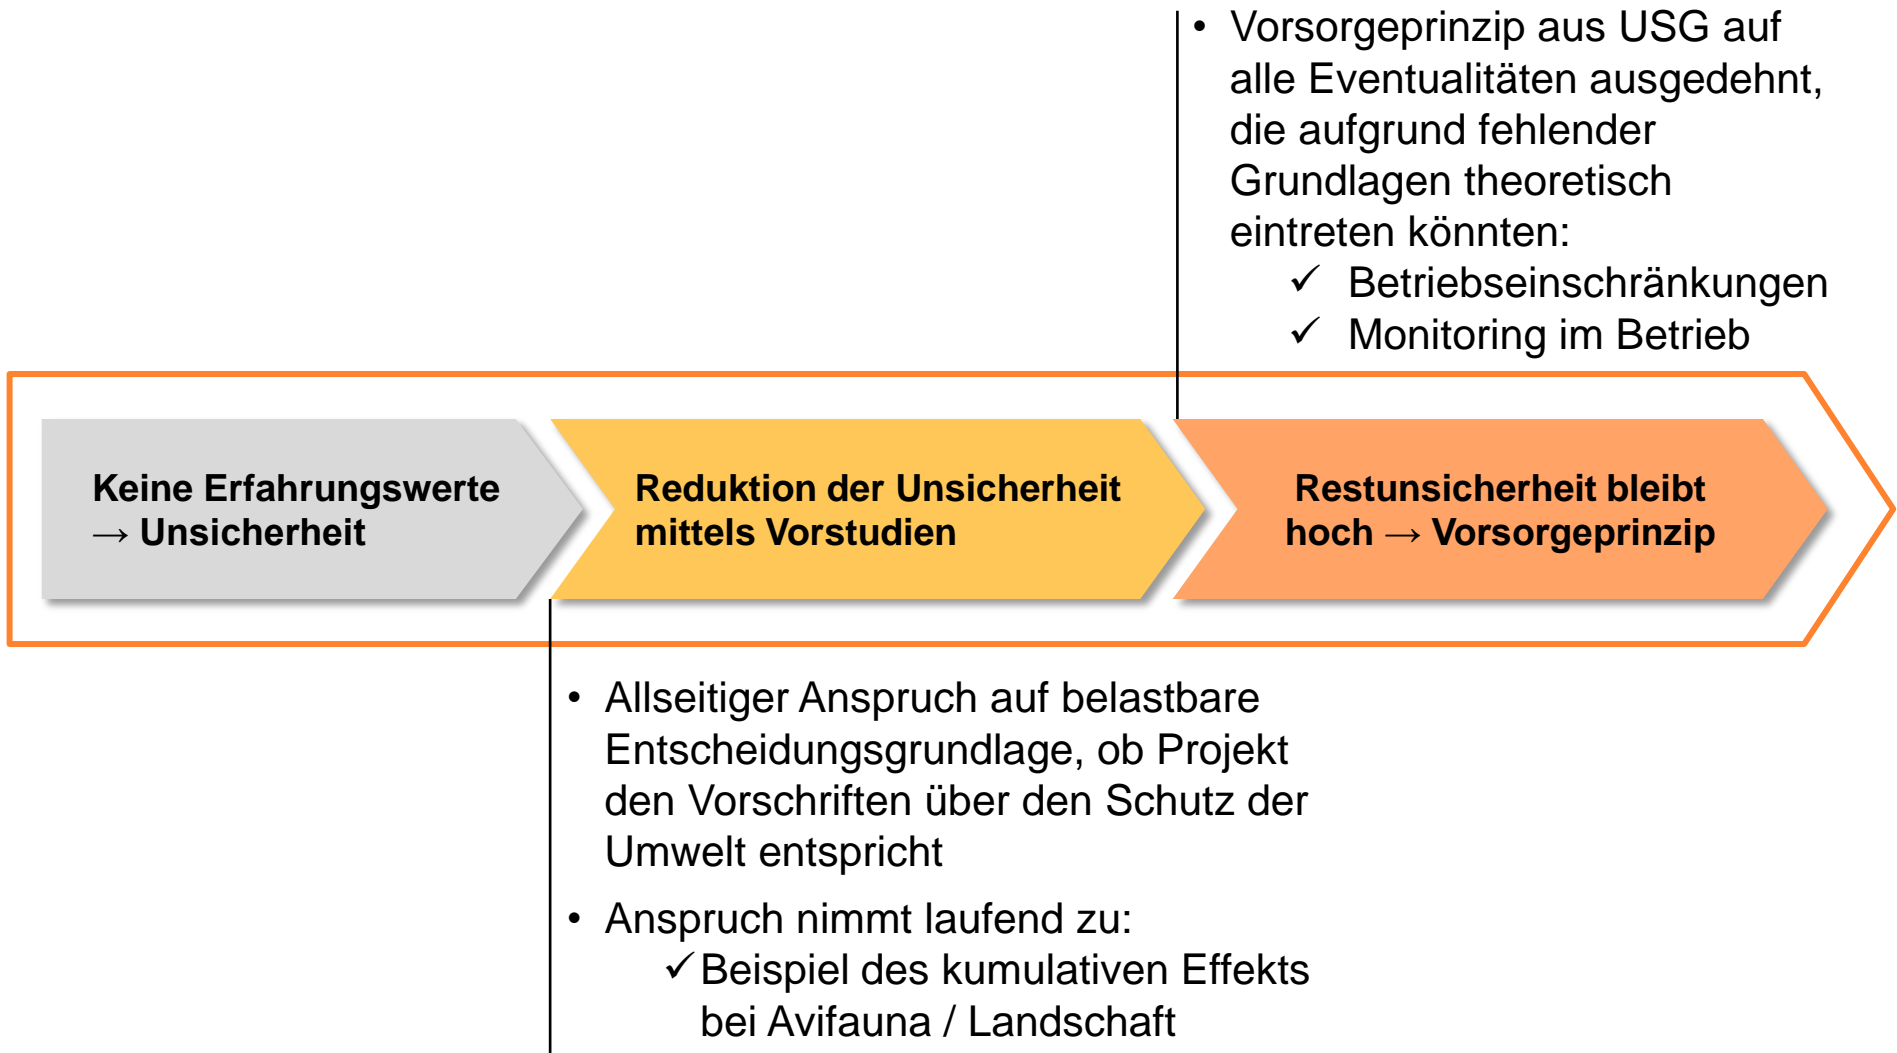 • Vorsorgeprinzip aus USG auf
alle Eventualitäten ausgedehnt,
die aufgrund fehlender
Grundlagen theoretisch
eintreten könnten:
✓ Betriebseinschränkungen
✓ Monitoring im Betrieb
Keine Erfahrungswerte
→ Unsicherheit
Reduktion der Unsicherheit
mittels Vorstudien
Restunsicherheit bleibt
hoch → Vorsorgeprinzip
• Allseitiger Anspruch auf belastbare
Entscheidungsgrundlage, ob Projekt
den Vorschriften über den Schutz der
Umwelt entspricht
• Anspruch nimmt laufend zu:
✓ Beispiel des kumulativen Effekts
bei Avifauna / Landschaft